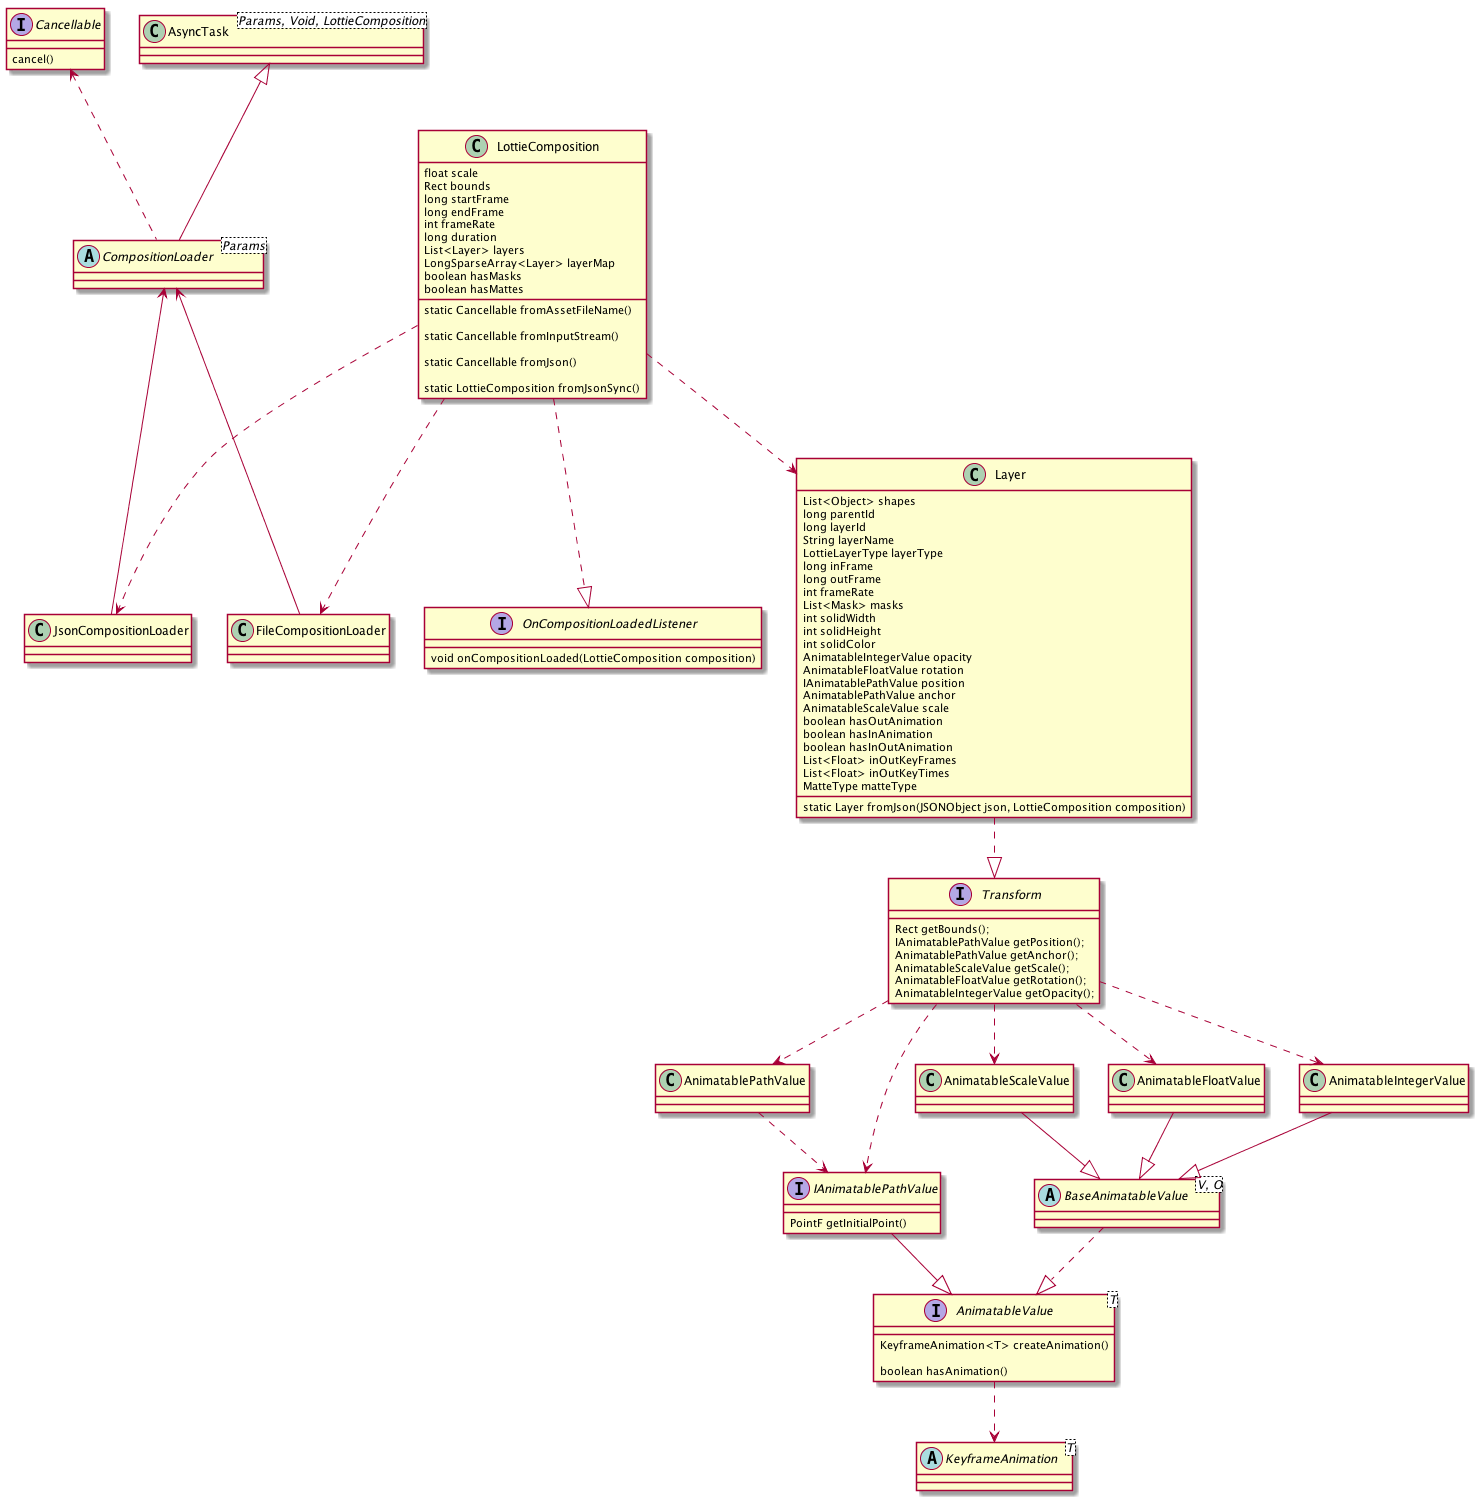 I Cancellable
cancel()
C AsyncTask
Params, Void, LottieComposition
C LottieComposition
float scale
Rect bounds
long startFrame
long endFrame
int frameRate
long duration
List<Layer> layers
LongSparseArray<Layer> layerMap
boolean hasMasks
boolean hasMattes
static Cancellable fromAssetFileName()
static Cancellable fromInputStream()
static Cancellable fromJson()
static LottieComposition fromJsonSync()
A CompositionLoader
Params
C Layer
List<Object> shapes
long parentId
long layerId
String layerName
LottieLayerType layerType
long inFrame
long outFrame
int frameRate
List<Mask> masks
int solidWidth
int solidHeight
int solidColor
AnimatableIntegerValue opacity
AnimatableFloatValue rotation
IAnimatablePathValue position
AnimatablePathValue anchor
AnimatableScaleValue scale
boolean hasOutAnimation
boolean hasInAnimation
boolean hasInOutAnimation
List<Float> inOutKeyFrames
List<Float> inOutKeyTimes
MatteType matteType
static Layer fromJson(JSONObject json, LottieComposition composition)
C JsonCompositionLoader
C FileCompositionLoader
I OnCompositionLoadedListener
void onCompositionLoaded(LottieComposition composition)
I Transform
Rect getBounds();
IAnimatablePathValue getPosition();
AnimatablePathValue getAnchor();
AnimatableScaleValue getScale();
AnimatableFloatValue getRotation();
AnimatableIntegerValue getOpacity();
C AnimatablePathValue
C AnimatableScaleValue
C AnimatableFloatValue
C AnimatableIntegerValue
I IAnimatablePathValue
PointF getInitialPoint()
A BaseAnimatableValue
V, O
I AnimatableValue
T
KeyframeAnimation<T> createAnimation()
boolean hasAnimation()
A KeyframeAnimation
T